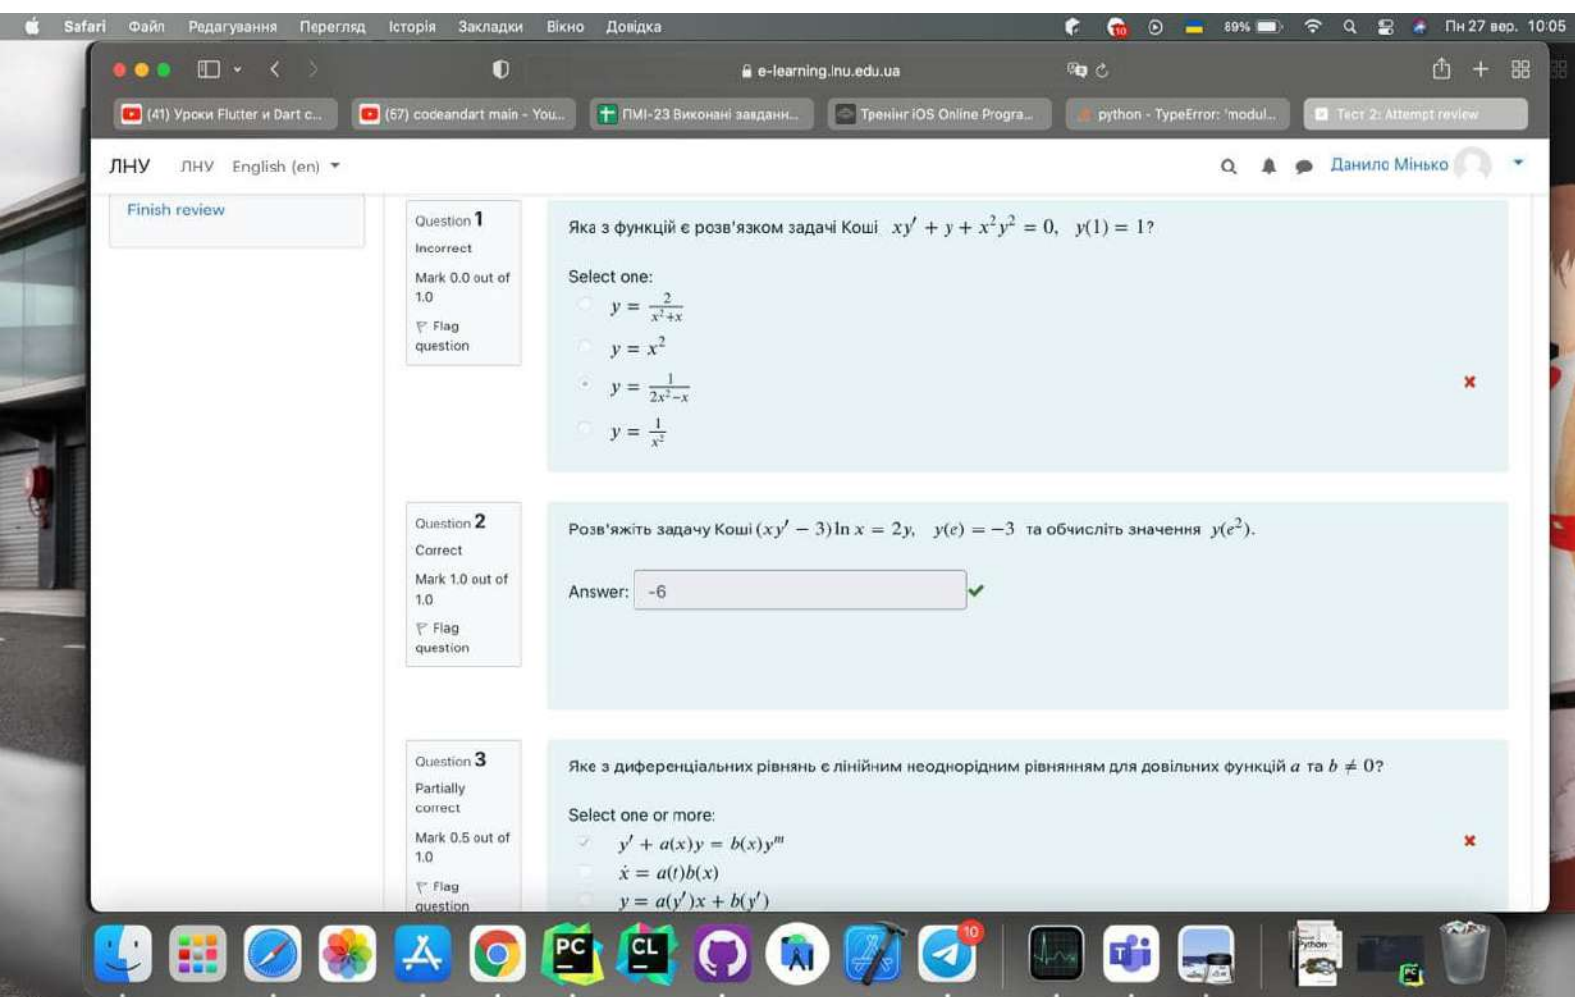 Safari Файл Редагування Перегляд Історія Закладки Вікно Довідка 89% Пн 27 вер. 10:05
e-learning.lnu.edu.ua
(41) Уроки Flutter и Dart с... (67) codeandart main - You... ПМІ-23 Виконані завданн... Тренінг iOS Online Progra... python - TypeError: 'modul... Тест 2: Attempt review
ЛНУ ЛНУ English (en) Данило Мінько
Finish review
Question 1
Incorrect
Mark 0.0 out of
1.0
Flag
question
Яка з функцій є розв'язком задачі Коші xy′ + y + x²y² = 0, y(1) = 1?
Select one:
y = 2/(x²+x)
y = x²
y = 1/(2x²−x)
y = 1/x²
Question 2
Correct
Mark 1.0 out of
1.0
Flag
question
Розв'яжіть задачу Коші (xy′ − 3) ln x = 2y, y(e) = −3 та обчисліть значення y(e²).
Answer: -6
Question 3
Partially
correct
Mark 0.5 out of
1.0
Flag
question
Яке з диференціальних рівнянь є лінійним неоднорідним рівнянням для довільних функцій a та b ≠ 0?
Select one or more:
y′ + a(x)y = b(x)yᵐ
ẋ = a(t)b(x)
y = a(y′)x + b(y′)
PC CL 10 Python PC